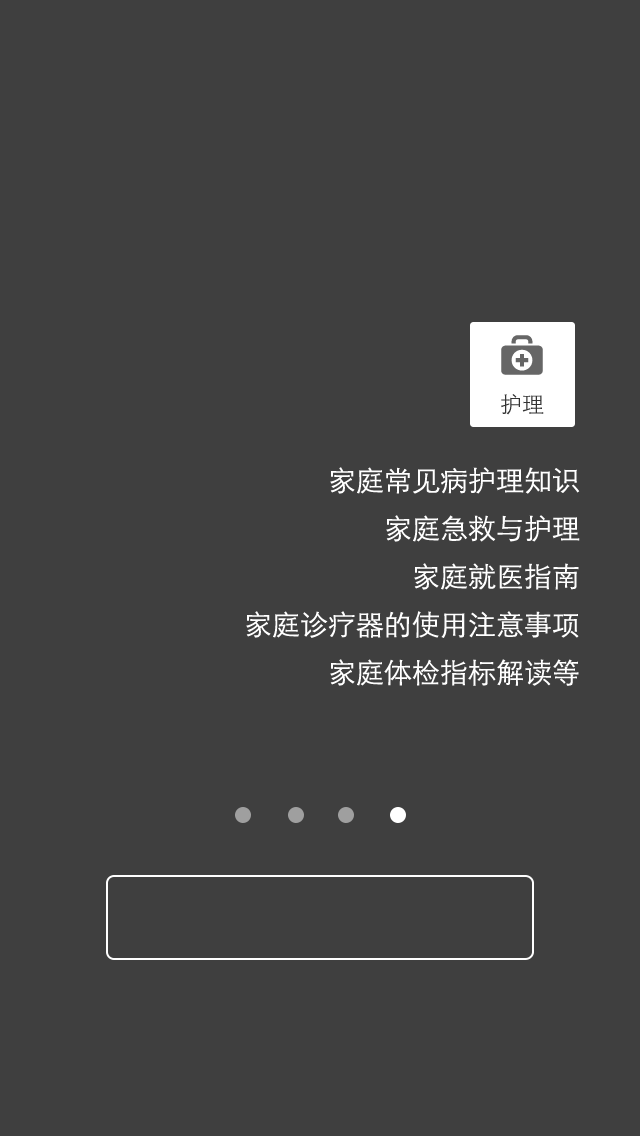 护理
家庭常见病护理知识
家庭急救与护理
家庭就医指南
家庭诊疗器的使用注意事项
家庭体检指标解读等